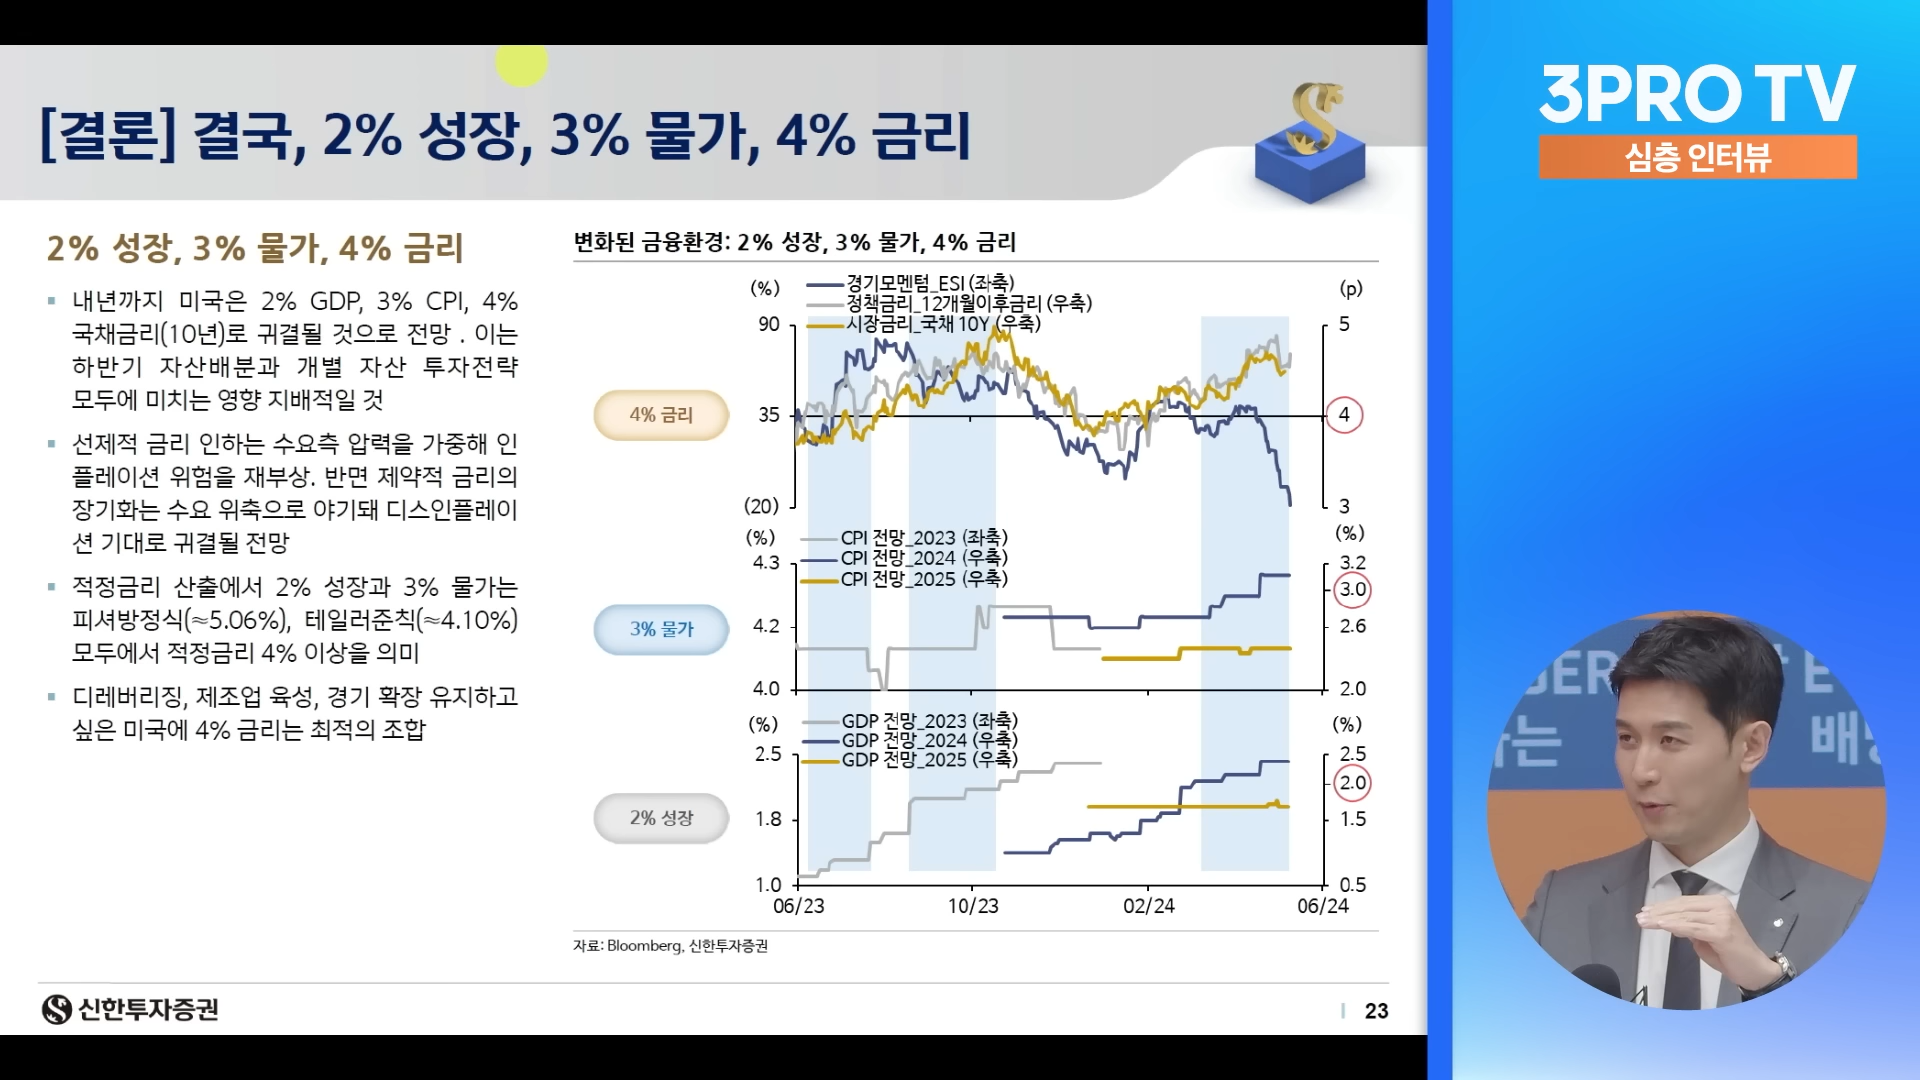 [결론] 결국, 2% 성장, 3% 물가, 4% 금리
3PRO TV
심층 인터뷰
2% 성장, 3% 물가, 4% 금리
내년까지 미국은 2% GDP, 3% CPI, 4%
국채금리(10년)로 귀결될 것으로 전망 . 이는
하반기 자산배분과 개별 자산 투자전략
모두에 미치는 영향 지배적일 것
선제적 금리 인하는 수요측 압력을 가중해 인
플레이션 위험을 재부상. 반면 제약적 금리의
장기화는 수요 위축으로 야기돼 디스인플레이
션 기대로 귀결될 전망
적정금리 산출에서 2% 성장과 3% 물가는
피셔방정식(≈5.06%), 테일러준칙(≈4.10%)
모두에서 적정금리 4% 이상을 의미
디레버리징, 제조업 육성, 경기 확장 유지하고
싶은 미국에 4% 금리는 최적의 조합
변화된 금융환경: 2% 성장, 3% 물가, 4% 금리
(%)
경기모멘텀_ESI (좌축)
정책금리_12개월이후금리 (우축)
시장금리_국채 10Y (우축)
(p)
90
35
(20)
5
4
3
4% 금리
(%)
CPI 전망_2023 (좌축)
CPI 전망_2024 (우축)
CPI 전망_2025 (우축)
(%)
4.3
4.2
4.0
3.2
3.0
2.6
2.0
3% 물가
(%)
GDP 전망_2023 (좌축)
GDP 전망_2024 (우축)
GDP 전망_2025 (우축)
(%)
2.5
1.8
1.0
2.5
2.0
1.5
0.5
2% 성장
06/23
10/23
02/24
06/24
자료: Bloomberg, 신한투자증권
신한투자증권
23